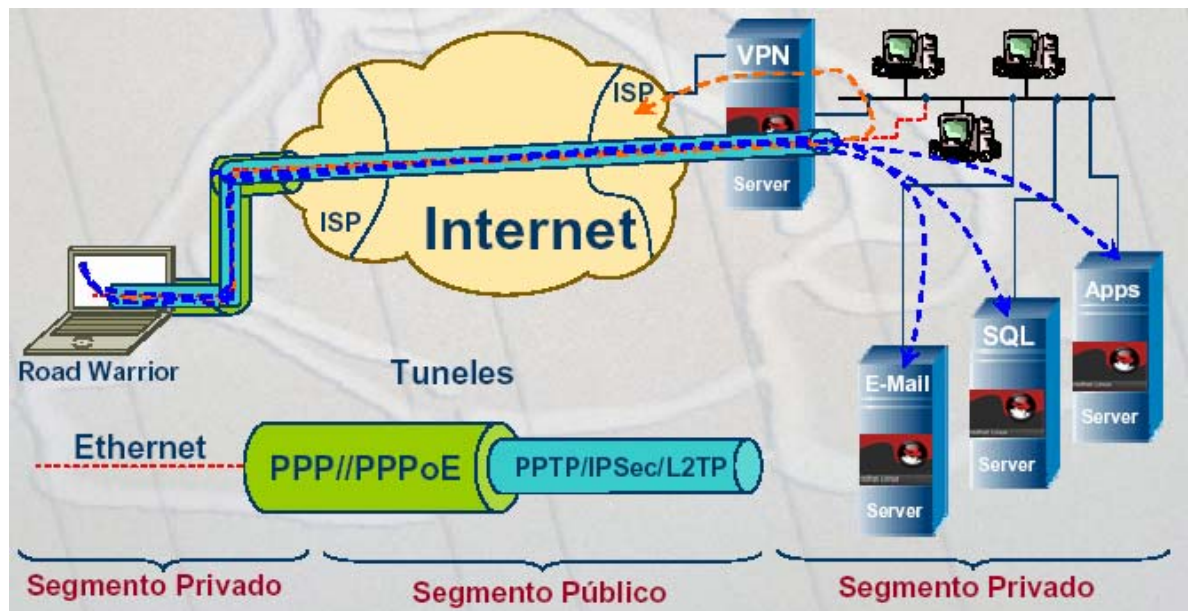 VPN
ISP
Server
ISP
Internet
Road Warrior
Tuneles
Ethernet
PPP//PPPoE
PPTP/IPSec/L2TP
E-Mail
Server
SQL
Server
Apps
Server
Segmento Privado
Segmento Público
Segmento Privado